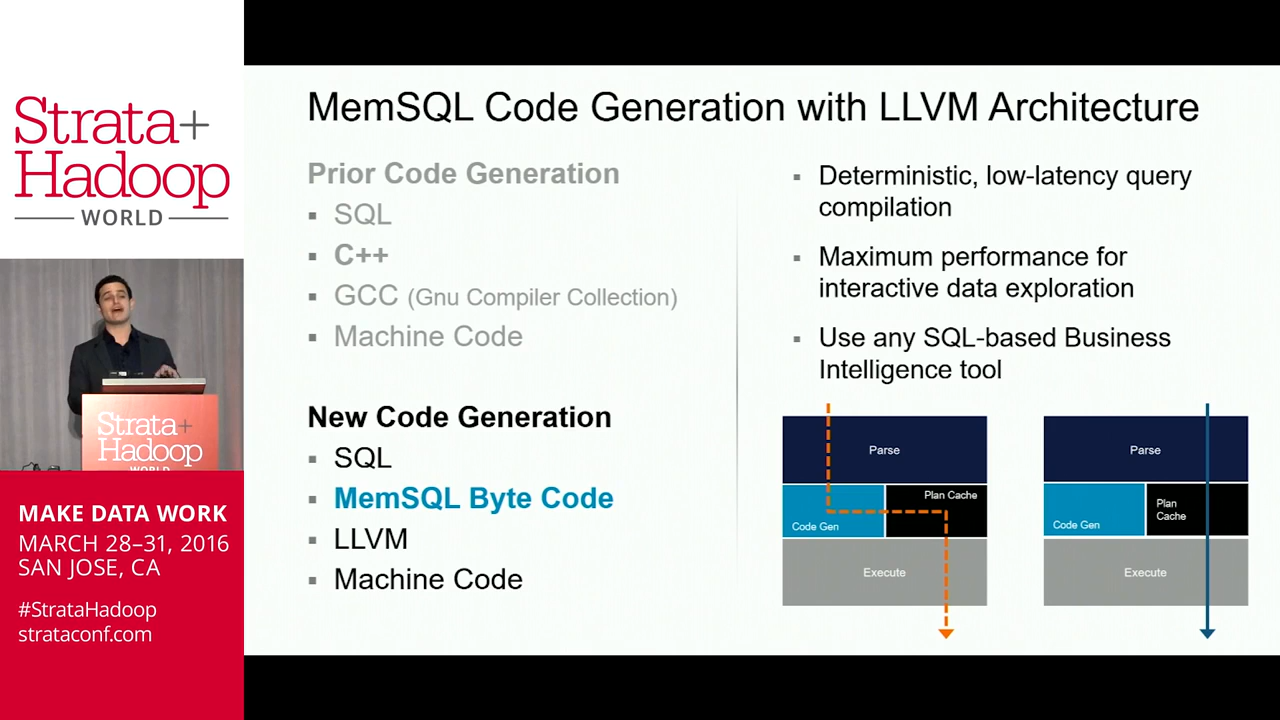 Strata+
Hadoop
WORLD
Strata+
Hadoop
WORLD
MAKE DATA WORK
MARCH 28–31, 2016
SAN JOSE, CA
#StrataHadoop
strataconf.com
MemSQL Code Generation with LLVM Architecture
Prior Code Generation
▪ SQL
▪ C++
▪ GCC (Gnu Compiler Collection)
▪ Machine Code
New Code Generation
▪ SQL
▪ MemSQL Byte Code
▪ LLVM
▪ Machine Code
▪ Deterministic, low-latency query
compilation
▪ Maximum performance for
interactive data exploration
▪ Use any SQL-based Business
Intelligence tool
Parse
Plan Cache
Code Gen
Execute
Parse
Plan
Cache
Code Gen
Execute